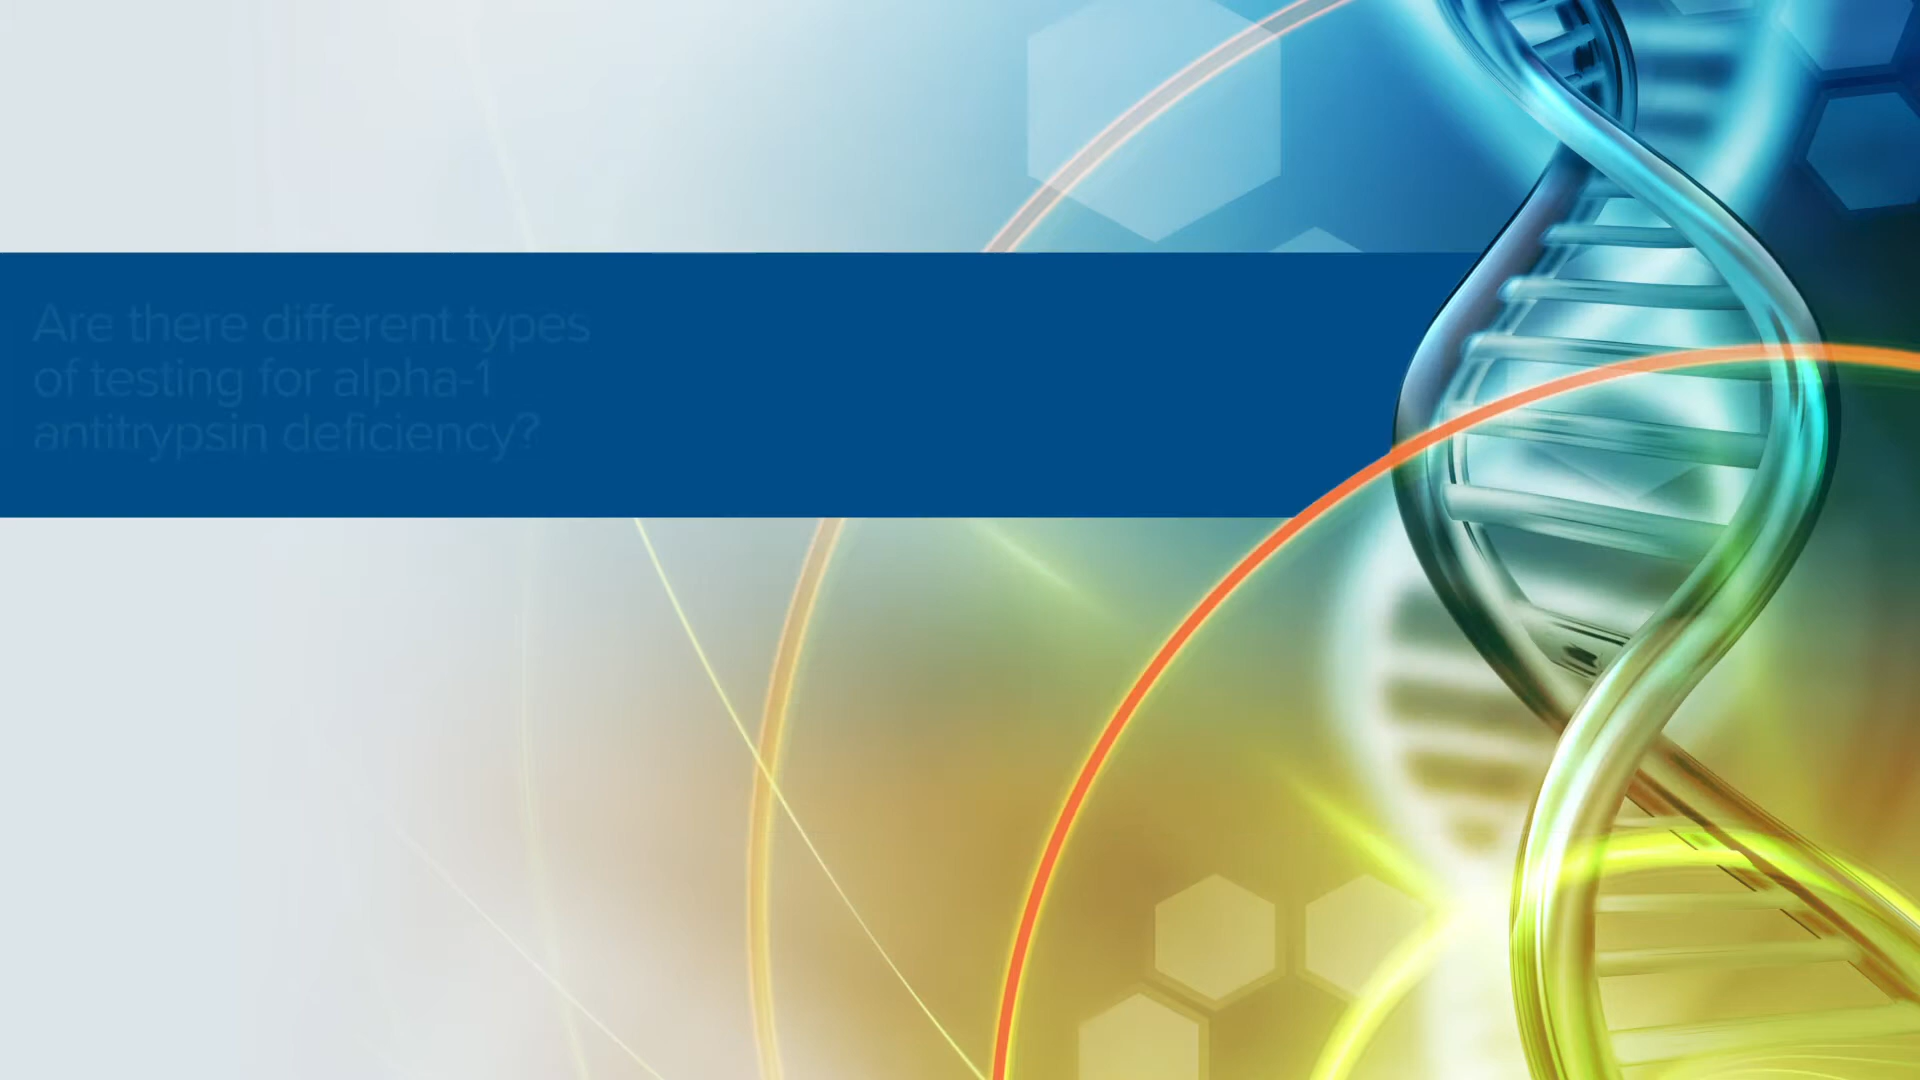 Are there different types
of testing for alpha-1
antitrypsin deficiency?